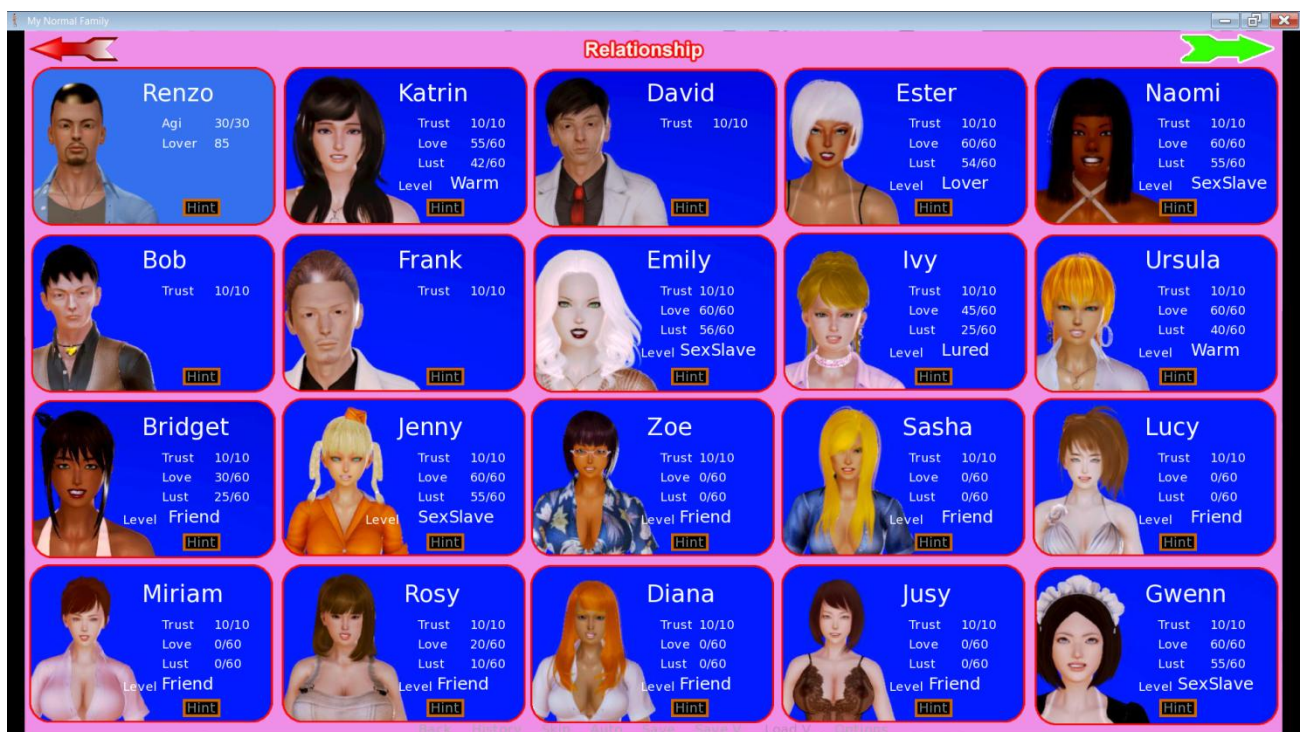 My Normal Family
Relationship
Renzo
Agi 30/30
Lover 85
Hint
Katrin
Trust 10/10
Love 55/60
Lust 42/60
Level Warm
Hint
David
Trust 10/10
Hint
Ester
Trust 10/10
Love 60/60
Lust 54/60
Level Lover
Hint
Naomi
Trust 10/10
Love 60/60
Lust 55/60
Level SexSlave
Hint
Bob
Trust 10/10
Hint
Frank
Trust 10/10
Hint
Emily
Trust 10/10
Love 60/60
Lust 56/60
Level SexSlave
Hint
Ivy
Trust 10/10
Love 45/60
Lust 25/60
Level Lured
Hint
Ursula
Trust 10/10
Love 60/60
Lust 40/60
Level Warm
Hint
Bridget
Trust 10/10
Love 30/60
Lust 25/60
Level Friend
Hint
Jenny
Trust 10/10
Love 60/60
Lust 55/60
Level SexSlave
Hint
Zoe
Trust 10/10
Love 0/60
Lust 0/60
Level Friend
Hint
Sasha
Trust 10/10
Love 0/60
Lust 0/60
Level Friend
Hint
Lucy
Trust 10/10
Love 0/60
Lust 0/60
Level Friend
Hint
Miriam
Trust 10/10
Love 0/60
Lust 0/60
Level Friend
Hint
Rosy
Trust 10/10
Love 20/60
Lust 10/60
Level Friend
Hint
Diana
Trust 10/10
Love 0/60
Lust 0/60
Level Friend
Hint
Jusy
Trust 10/10
Love 0/60
Lust 0/60
Level Friend
Hint
Gwenn
Trust 10/10
Love 60/60
Lust 55/60
Level SexSlave
Hint
Back Historie Skip Auto Save Save V. Load V. Options